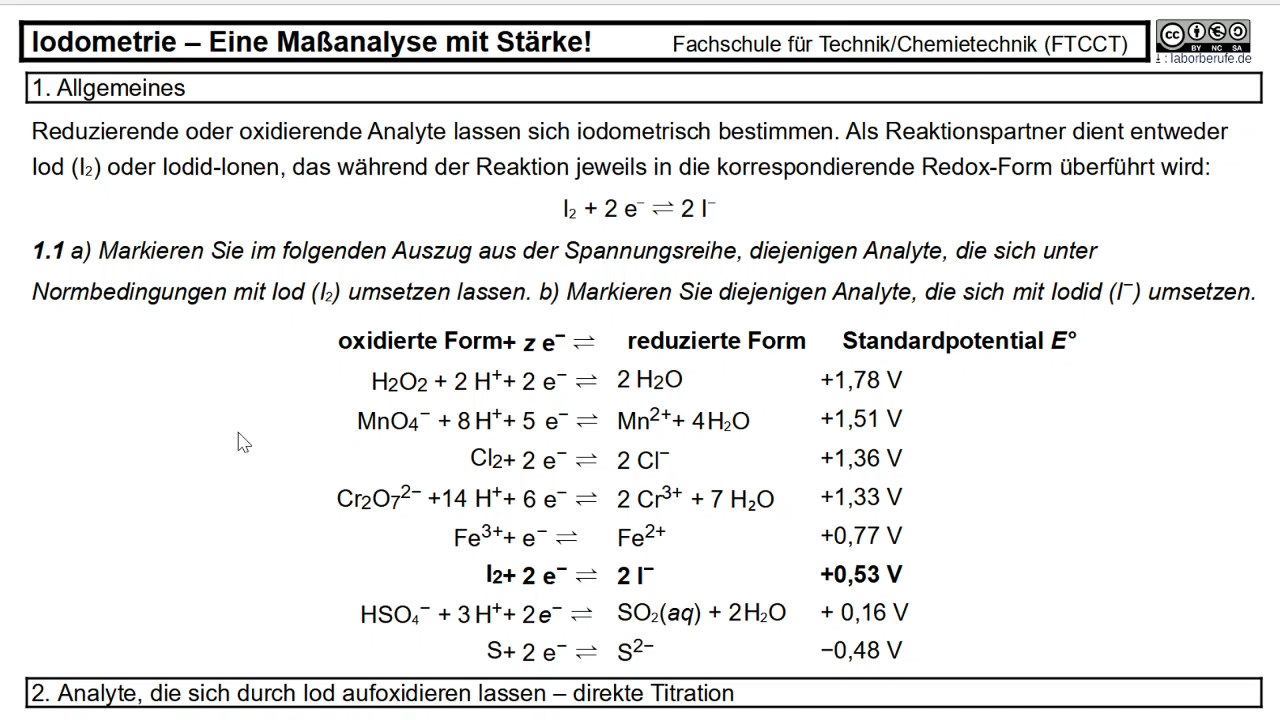 Iodometrie – Eine Maßanalyse mit Stärke! Fachschule für Technik/Chemietechnik (FTCCT)
cc BY NC SA
⇓ : laborberufe.de
1. Allgemeines
Reduzierende oder oxidierende Analyte lassen sich iodometrisch bestimmen. Als Reaktionspartner dient entweder
Iod (I₂) oder Iodid-Ionen, das während der Reaktion jeweils in die korrespondierende Redox-Form überführt wird:
I₂ + 2 e⁻ ⇌ 2 I⁻
1.1 a) Markieren Sie im folgenden Auszug aus der Spannungsreihe, diejenigen Analyte, die sich unter
Normbedingungen mit Iod (I₂) umsetzen lassen. b) Markieren Sie diejenigen Analyte, die sich mit Iodid (I⁻) umsetzen.
oxidierte Form+ z e⁻ ⇌ reduzierte Form Standardpotential E°
H₂O₂ + 2 H⁺+ 2 e⁻ ⇌ 2 H₂O +1,78 V
MnO₄⁻ + 8 H⁺+ 5 e⁻ ⇌ Mn²⁺+ 4 H₂O +1,51 V
Cl₂+ 2 e⁻ ⇌ 2 Cl⁻ +1,36 V
Cr₂O₇²⁻ +14 H⁺+ 6 e⁻ ⇌ 2 Cr³⁺ + 7 H₂O +1,33 V
Fe³⁺+ e⁻ ⇌ Fe²⁺ +0,77 V
I₂+ 2 e⁻ ⇌ 2 I⁻ +0,53 V
HSO₄⁻ + 3 H⁺+ 2 e⁻ ⇌ SO₂(aq) + 2 H₂O + 0,16 V
S+ 2 e⁻ ⇌ S²⁻ −0,48 V
2. Analyte, die sich durch Iod aufoxidieren lassen – direkte Titration